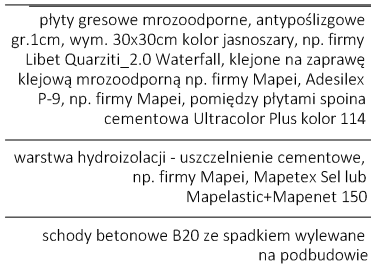 płyty gresowe mrozoodporne, antypoślizgowe
gr.1cm, wym. 30x30cm kolor jasnoszary, np. firmy
Libet Quarziti_2.0 Waterfall, klejone na zaprawę
klejową mrozoodporną np. firmy Mapei, Adesilex
P-9, np. firmy Mapei, pomiędzy płytami spoina
cementowa Ultracolor Plus kolor 114
warstwa hydroizolacji - uszczelnienie cementowe,
np. firmy Mapei, Mapetex Sel lub
Mapelastic+Mapenet 150
schody betonowe B20 ze spadkiem wylewane
na podbudowie